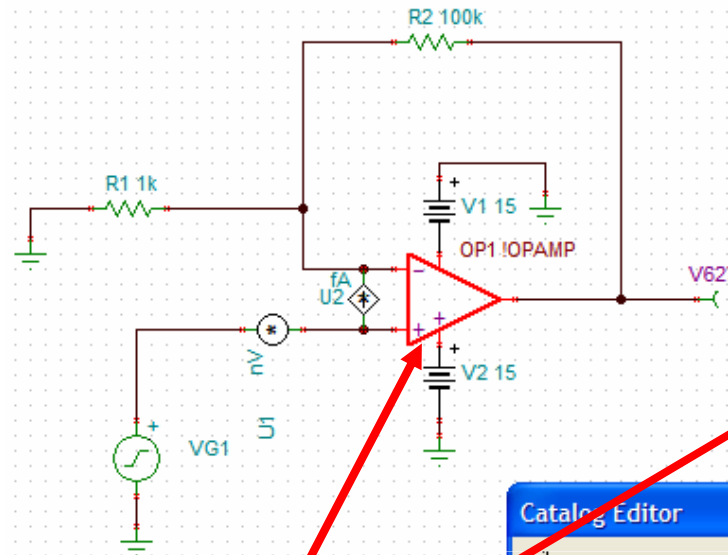 R2 100k
R1 1k
+
V1 15
OP1 !OPAMP
V62
-
fA
U2
*
+
+
*
+
nV
V2 15
U1
+
VG1
Catalog Editor